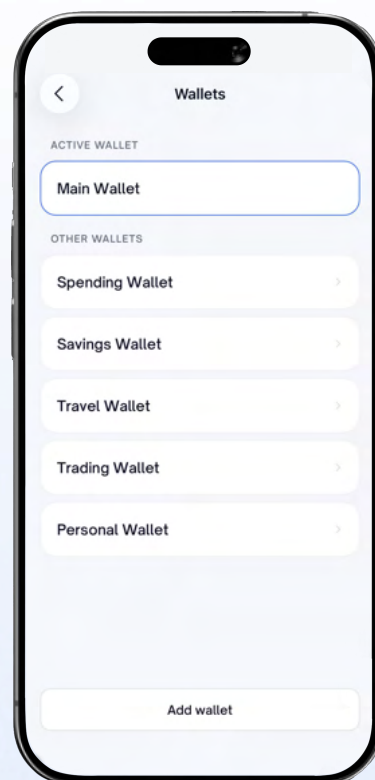 Wallets
ACTIVE WALLET
Main Wallet
OTHER WALLETS
Spending Wallet
Savings Wallet
Travel Wallet
Trading Wallet
Personal Wallet
Add wallet